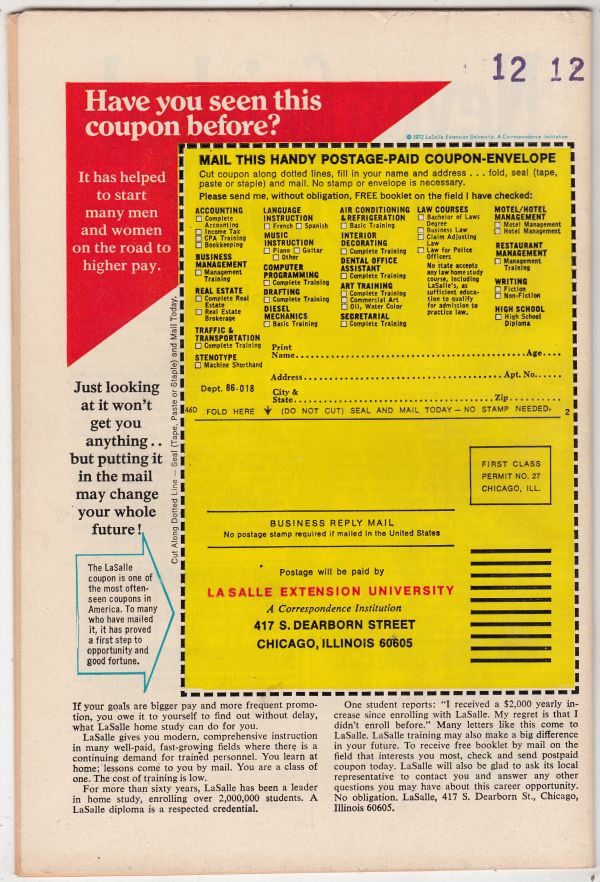 12 12
Have you seen this
coupon before?
© 1972 LaSalle Extension University, A Correspondence Institution
It has helped
to start
many men
and women
on the road to
higher pay.
MAIL THIS HANDY POSTAGE-PAID COUPON-ENVELOPE
Cut coupon along dotted lines, fill in your name and address . . . fold, seal (tape,
paste or staple) and mail. No stamp or envelope is necessary.
Please send me, without obligation, FREE booklet on the field I have checked:
ACCOUNTING
Complete
Accounting
Income Tax
CPA Training
Bookkeeping
BUSINESS
MANAGEMENT
Management
Training
REAL ESTATE
Complete Real
Estate
Real Estate
Brokerage
TRAFFIC &
TRANSPORTATION
Complete Training
STENOTYPE
Machine Shorthand
LANGUAGE
INSTRUCTION
French Spanish
MUSIC
INSTRUCTION
Piano Guitar
Other
COMPUTER
PROGRAMMING
Complete Training
DRAFTING
Complete Training
DIESEL
MECHANICS
Basic Training
AIR CONDITIONING
& REFRIGERATION
Basic Training
INTERIOR
DECORATING
Complete Training
DENTAL OFFICE
ASSISTANT
Complete Training
ART TRAINING
Complete Training
Commercial Art
Oil, Water Color
SECRETARIAL
Complete Training
LAW COURSES
Bachelor of Laws
Degree
Business Law
Claim Adjusting
Law
Law for Police
Officers
No state accepts
any law home study
course, including
LaSalle's, as
sufficient educa-
tion to qualify
for admission to
practice law.
MOTEL/HOTEL
MANAGEMENT
Motel Management
Hotel Management
RESTAURANT
MANAGEMENT
Management
Training
WRITING
Fiction
Non-Fiction
HIGH SCHOOL
High School
Diploma
Print
Name Age
Address Apt. No.
Dept. 86-018
City &
State Zip
46D FOLD HERE (DO NOT CUT) SEAL AND MAIL TODAY — NO STAMP NEEDED. 2
Cut Along Dotted Line — Seal (Tape, Paste or Staple) and Mail Today.
Just looking
at it won't
get you
anything . .
but putting it
in the mail
may change
your whole
future!
FIRST CLASS
PERMIT NO. 27
CHICAGO, ILL.
BUSINESS REPLY MAIL
No postage stamp required if mailed in the United States
Postage will be paid by
LA SALLE EXTENSION UNIVERSITY
A Correspondence Institution
417 S. DEARBORN STREET
CHICAGO, ILLINOIS 60605
The LaSalle
coupon is one of
the most often-
seen coupons in
America. To many
who have mailed
it, it has proved
a first step to
opportunity and
good fortune.
If your goals are bigger pay and more frequent promo-
tion, you owe it to yourself to find out without delay,
what LaSalle home study can do for you.
LaSalle gives you modern, comprehensive instruction
in many well-paid, fast-growing fields where there is a
continuing demand for trained personnel. You learn at
home; lessons come to you by mail. You are a class of
one. The cost of training is low.
For more than sixty years, LaSalle has been a leader
in home study, enrolling over 2,000,000 students. A
LaSalle diploma is a respected credential.
One student reports: "I received a $2,000 yearly in-
crease since enrolling with LaSalle. My regret is that I
didn't enroll before." Many letters like this come to
LaSalle. LaSalle training may also make a big difference
in your future. To receive free booklet by mail on the
field that interests you most, check and send postpaid
coupon today. LaSalle will also be glad to ask its local
representative to contact you and answer any other
questions you may have about this career opportunity.
No obligation. LaSalle, 417 S. Dearborn St., Chicago,
Illinois 60605.